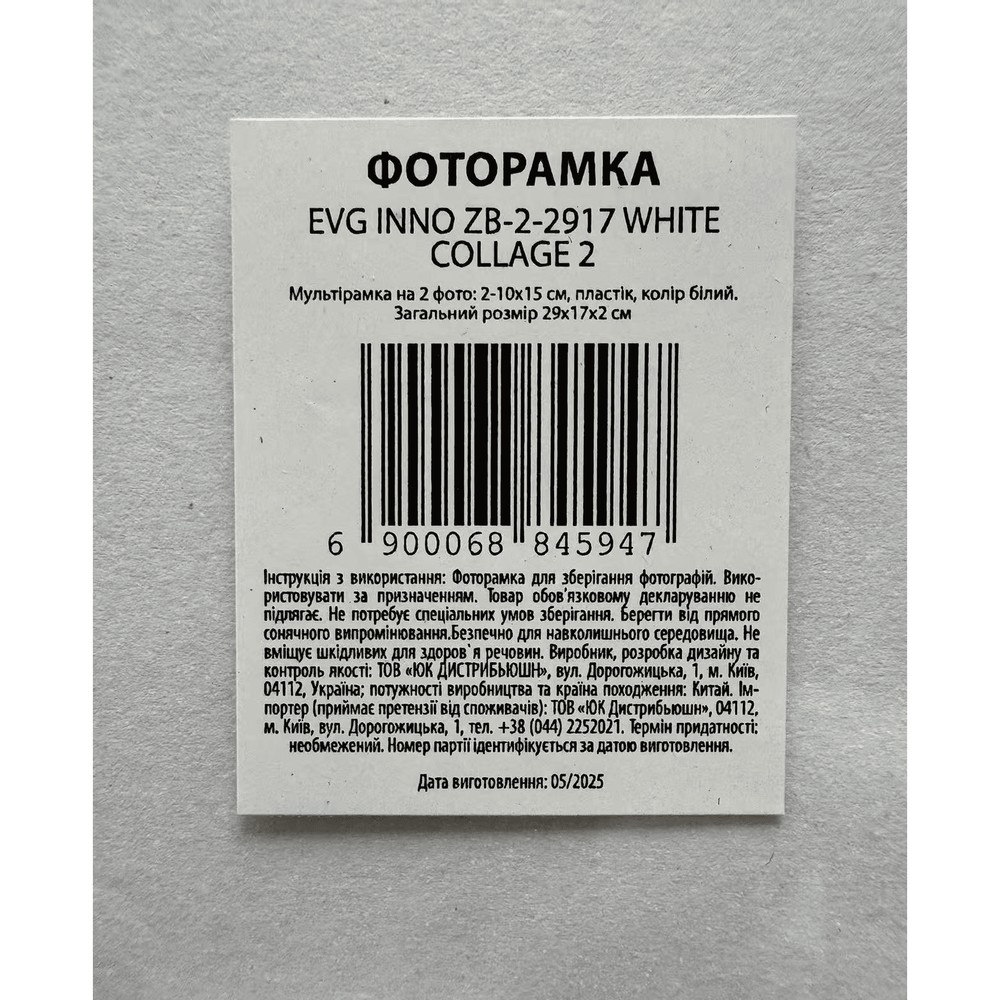 ФОТОРАМКА
EVG INNO ZB-2-2917 WHITE
COLLAGE 2
Мультірамка на 2 фото: 2-10х15 см, пластік, колір білий.
Загальний розмір 29х17х2 см
6 900068 845947
Інструкція з використання: Фоторамка для зберігання фотографій. Вико-
ристовувати за призначенням. Товар обов'язковому декларуванню не
підлягає. Не потребує спеціальних умов зберігання. Берегти від прямого
сонячного випромінювання.Безпечно для навколишнього середовища. Не
вміщує шкідливих для здоров`я речовин. Виробник, розробка дизайну та
контроль якості: ТОВ «ЮК ДИСТРИБЬЮШН», вул. Дорогожицька, 1, м. Київ,
04112, Україна; потужності виробництва та країна походження: Китай. Ім-
портер (приймає претензії від споживачів): ТОВ «ЮК Дистрибьюшн», 04112,
м. Київ, вул. Дорогожицька, 1, тел. +38 (044) 2252021. Термін придатності:
необмежений. Номер партії ідентифікується за датою виготовлення.
Дата виготовлення: 05/2025